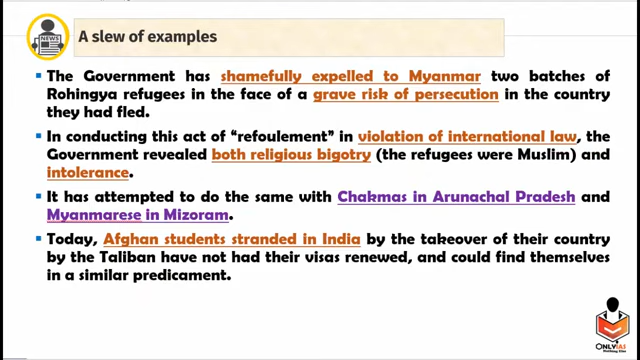 NEWS
A slew of examples
▪ The Government has shamefully expelled to Myanmar two batches of
Rohingya refugees in the face of a grave risk of persecution in the country
they had fled.
▪ In conducting this act of “refoulement” in violation of international law, the
Government revealed both religious bigotry (the refugees were Muslim) and
intolerance.
▪ It has attempted to do the same with Chakmas in Arunachal Pradesh and
Myanmarese in Mizoram.
▪ Today, Afghan students stranded in India by the takeover of their country
by the Taliban have not had their visas renewed, and could find themselves
in a similar predicament.
ONLYIAS
Nothing Else